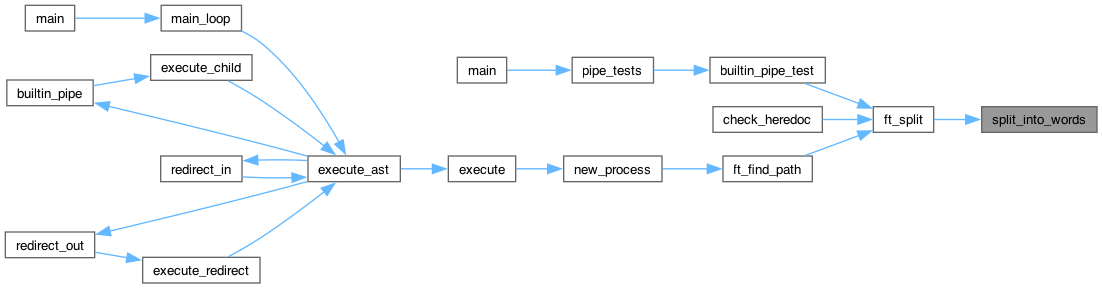 main
main_loop
execute_child
builtin_pipe
main
pipe_tests
builtin_pipe_test
check_heredoc
ft_split
split_into_words
redirect_in
execute_ast
execute
new_process
ft_find_path
redirect_out
execute_redirect